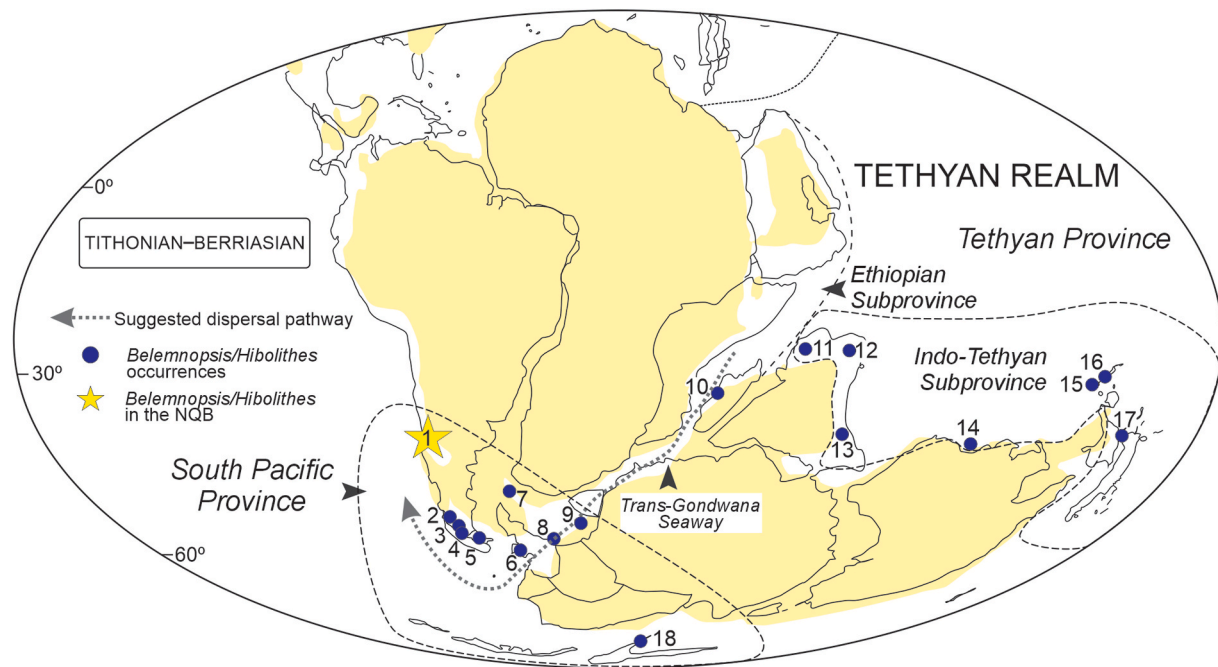 TETHYAN REALM
Tethyan Province
0º
TITHONIAN–BERRIASIAN
Ethiopian
Subprovince
Suggested dispersal pathway
Belemnopsis/Hibolithes
occurrences
Belemnopsis/Hibolithes
in the NQB
30º
11
12
Indo-Tethyan
Subprovince
16
15
10
1
13
14
17
South Pacific
Province
7
Trans-Gondwana
Seaway
2
3
4
5
6
8
9
60º
18